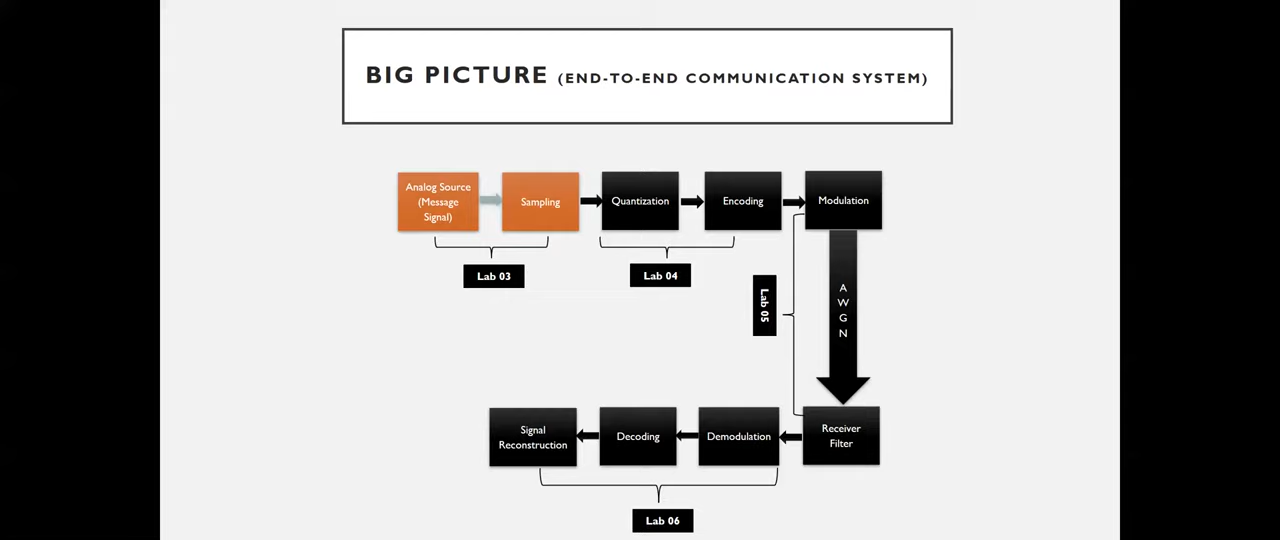 BIG PICTURE (END-TO-END COMMUNICATION SYSTEM)
Analog Source
(Message
Signal)
Sampling
Quantization
Encoding
Modulation
Lab 03
Lab 04
Lab 05
A
W
G
N
Receiver
Filter
Demodulation
Decoding
Signal
Reconstruction
Lab 06